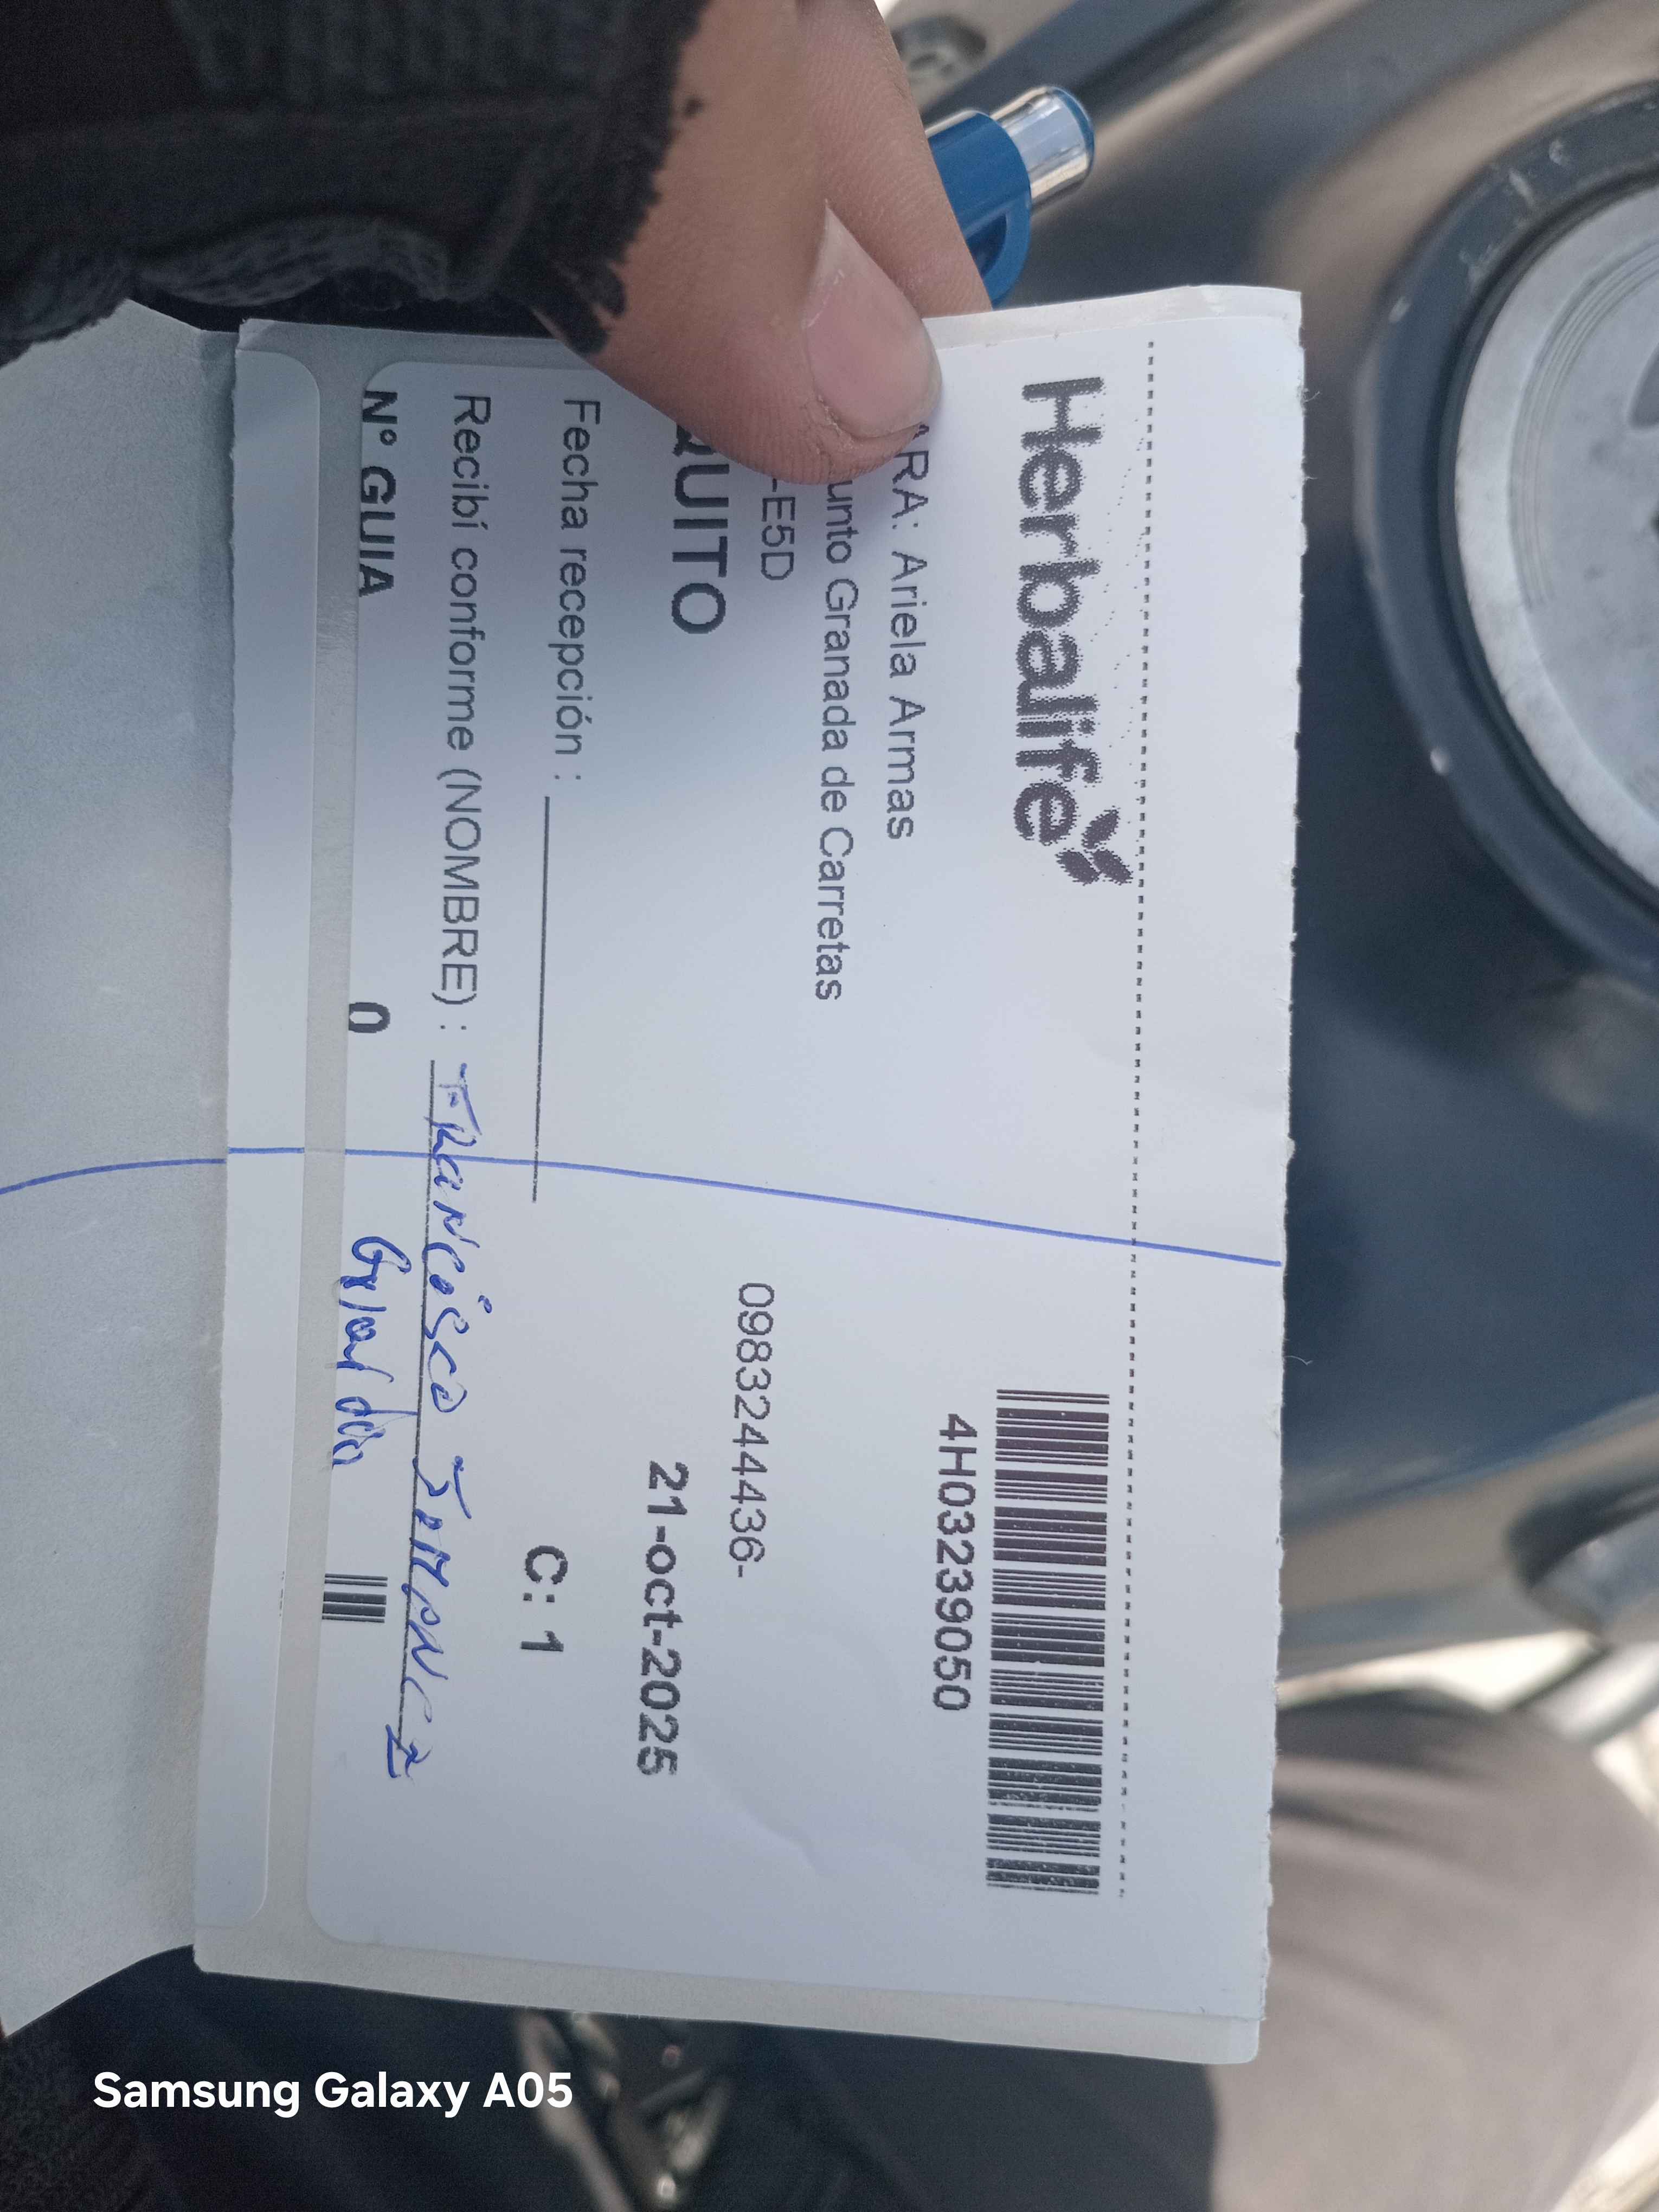 Herbalife
4H03239050
RA: Ariela Armas
unto Granada de Carretas
-E5D
0983244436-
QUITO
21-oct-2025
Fecha recepción :
C: 1
Recibí conforme (NOMBRE) : Francisco
N° GUIA 0
Samsung Galaxy A05